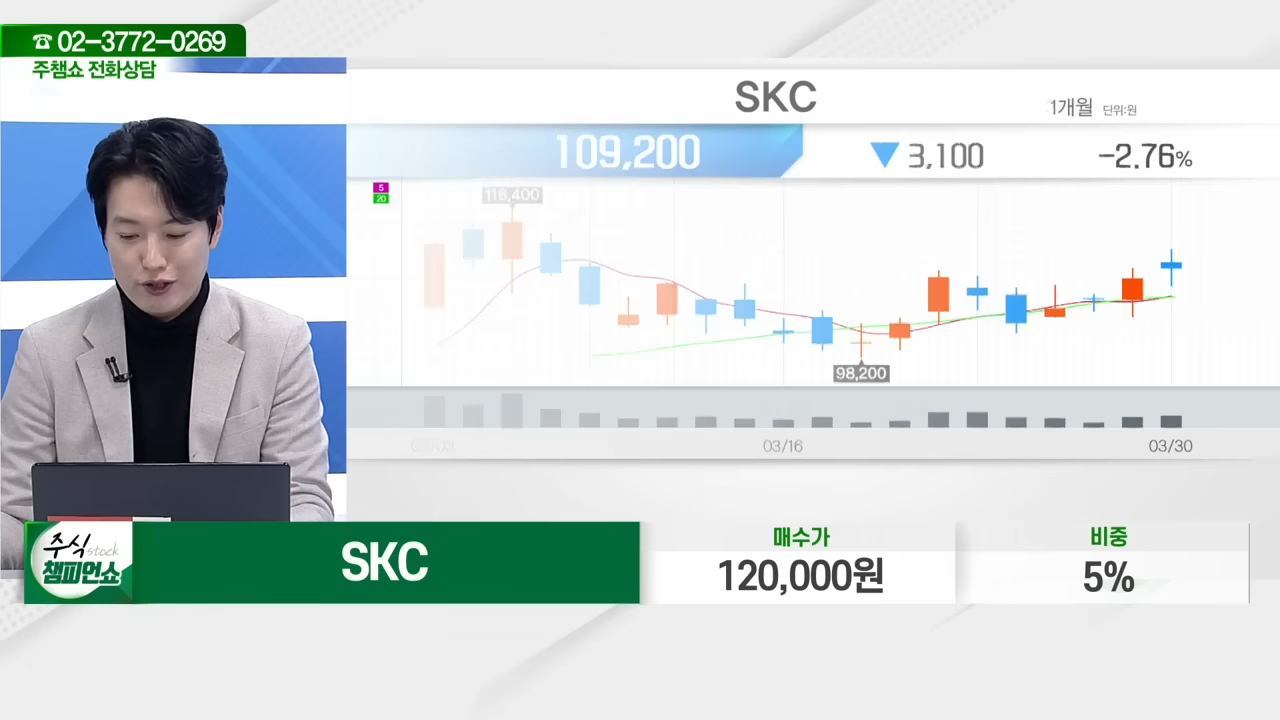 ☎ 02-3772-0269
주챔쇼 전화상담
SKC
1개월 단위:원
109,200
▼ 3,100
-2.76%
5
20
116,400
98,200
03/16
03/30
주식 stock
챔피언쇼
SKC
매수가
120,000원
비중
5%